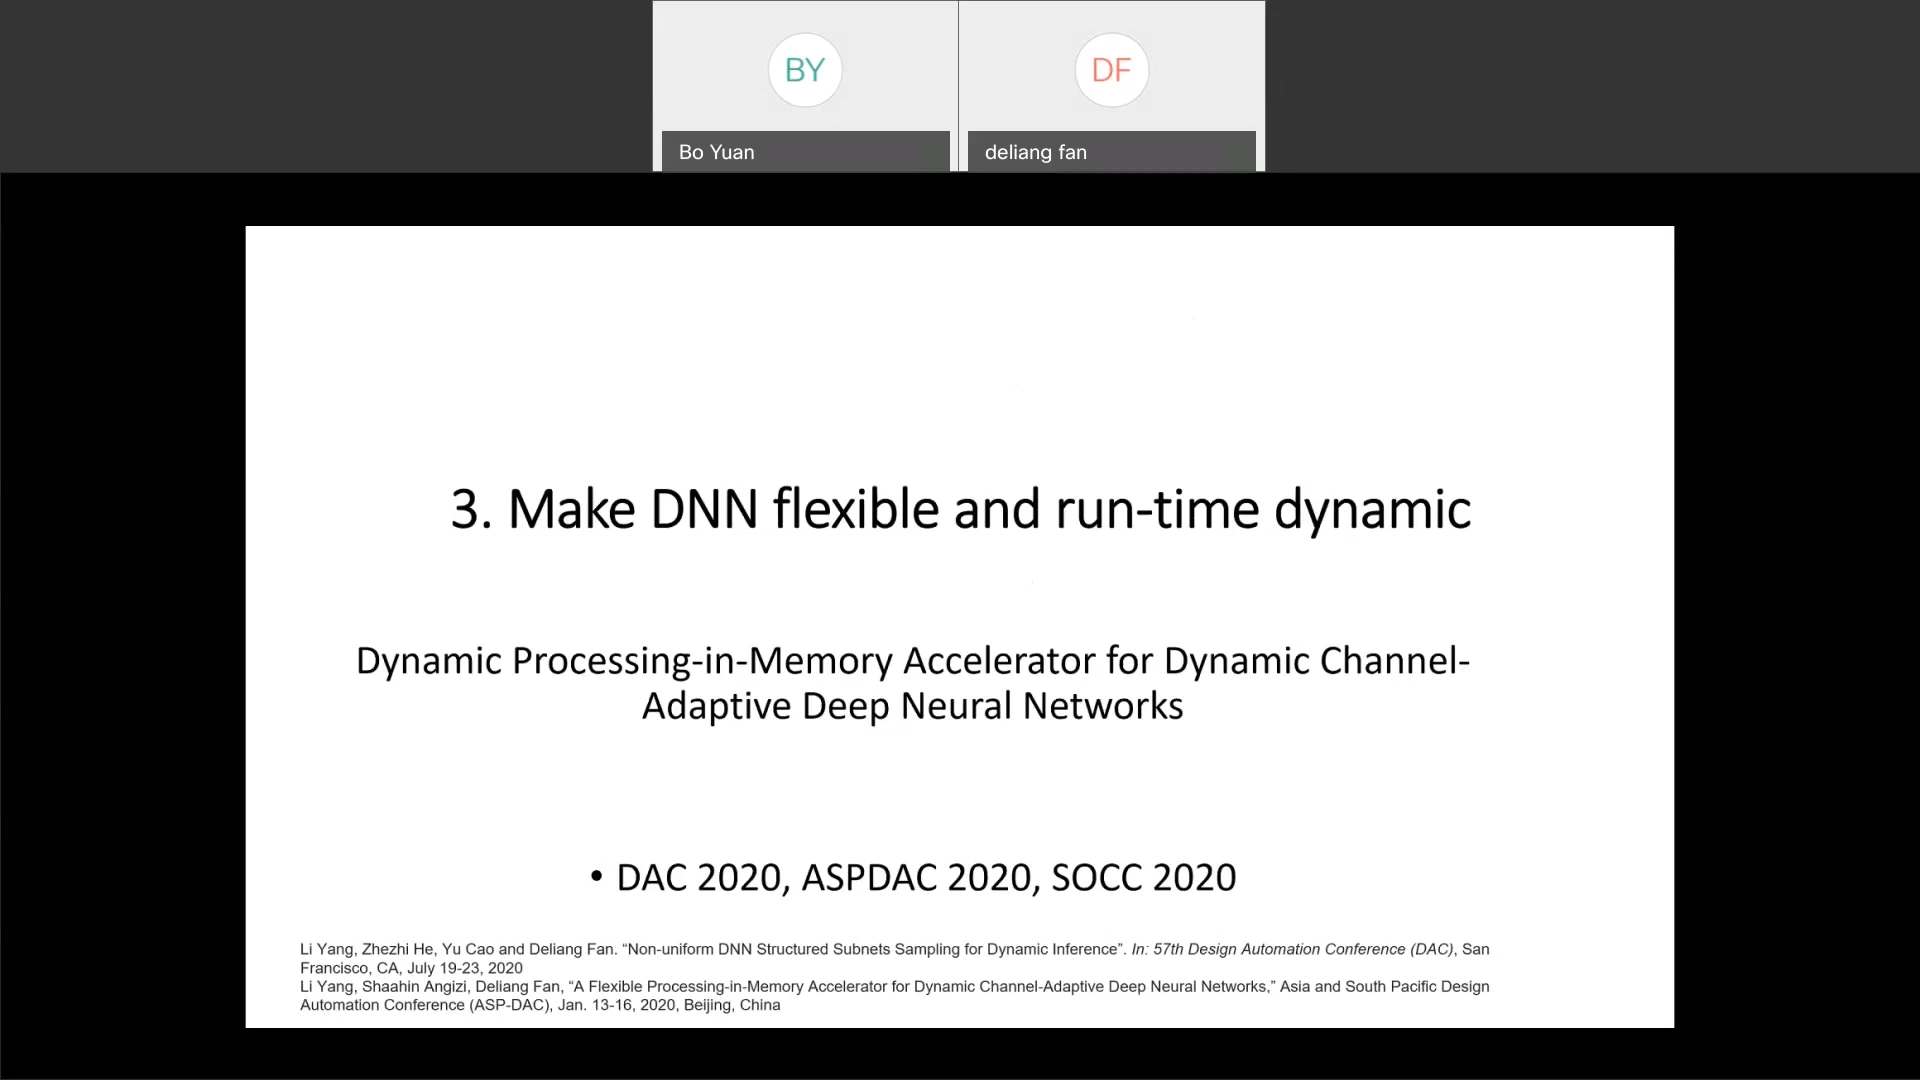 BY
DF
Bo Yuan
deliang fan
3. Make DNN flexible and run-time dynamic
Dynamic Processing-in-Memory Accelerator for Dynamic Channel-
Adaptive Deep Neural Networks
• DAC 2020, ASPDAC 2020, SOCC 2020
Li Yang, Zhezhi He, Yu Cao and Deliang Fan. “Non-uniform DNN Structured Subnets Sampling for Dynamic Inference”. In: 57th Design Automation Conference (DAC), San
Francisco, CA, July 19-23, 2020
Li Yang, Shaahin Angizi, Deliang Fan, “A Flexible Processing-in-Memory Accelerator for Dynamic Channel-Adaptive Deep Neural Networks,” Asia and South Pacific Design
Automation Conference (ASP-DAC), Jan. 13-16, 2020, Beijing, China